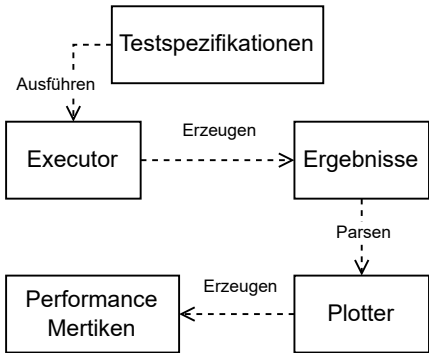 Testspezifikationen
Ausführen
Erzeugen
Executor
Ergebnisse
Parsen
Erzeugen
Performance
Mertiken
Plotter